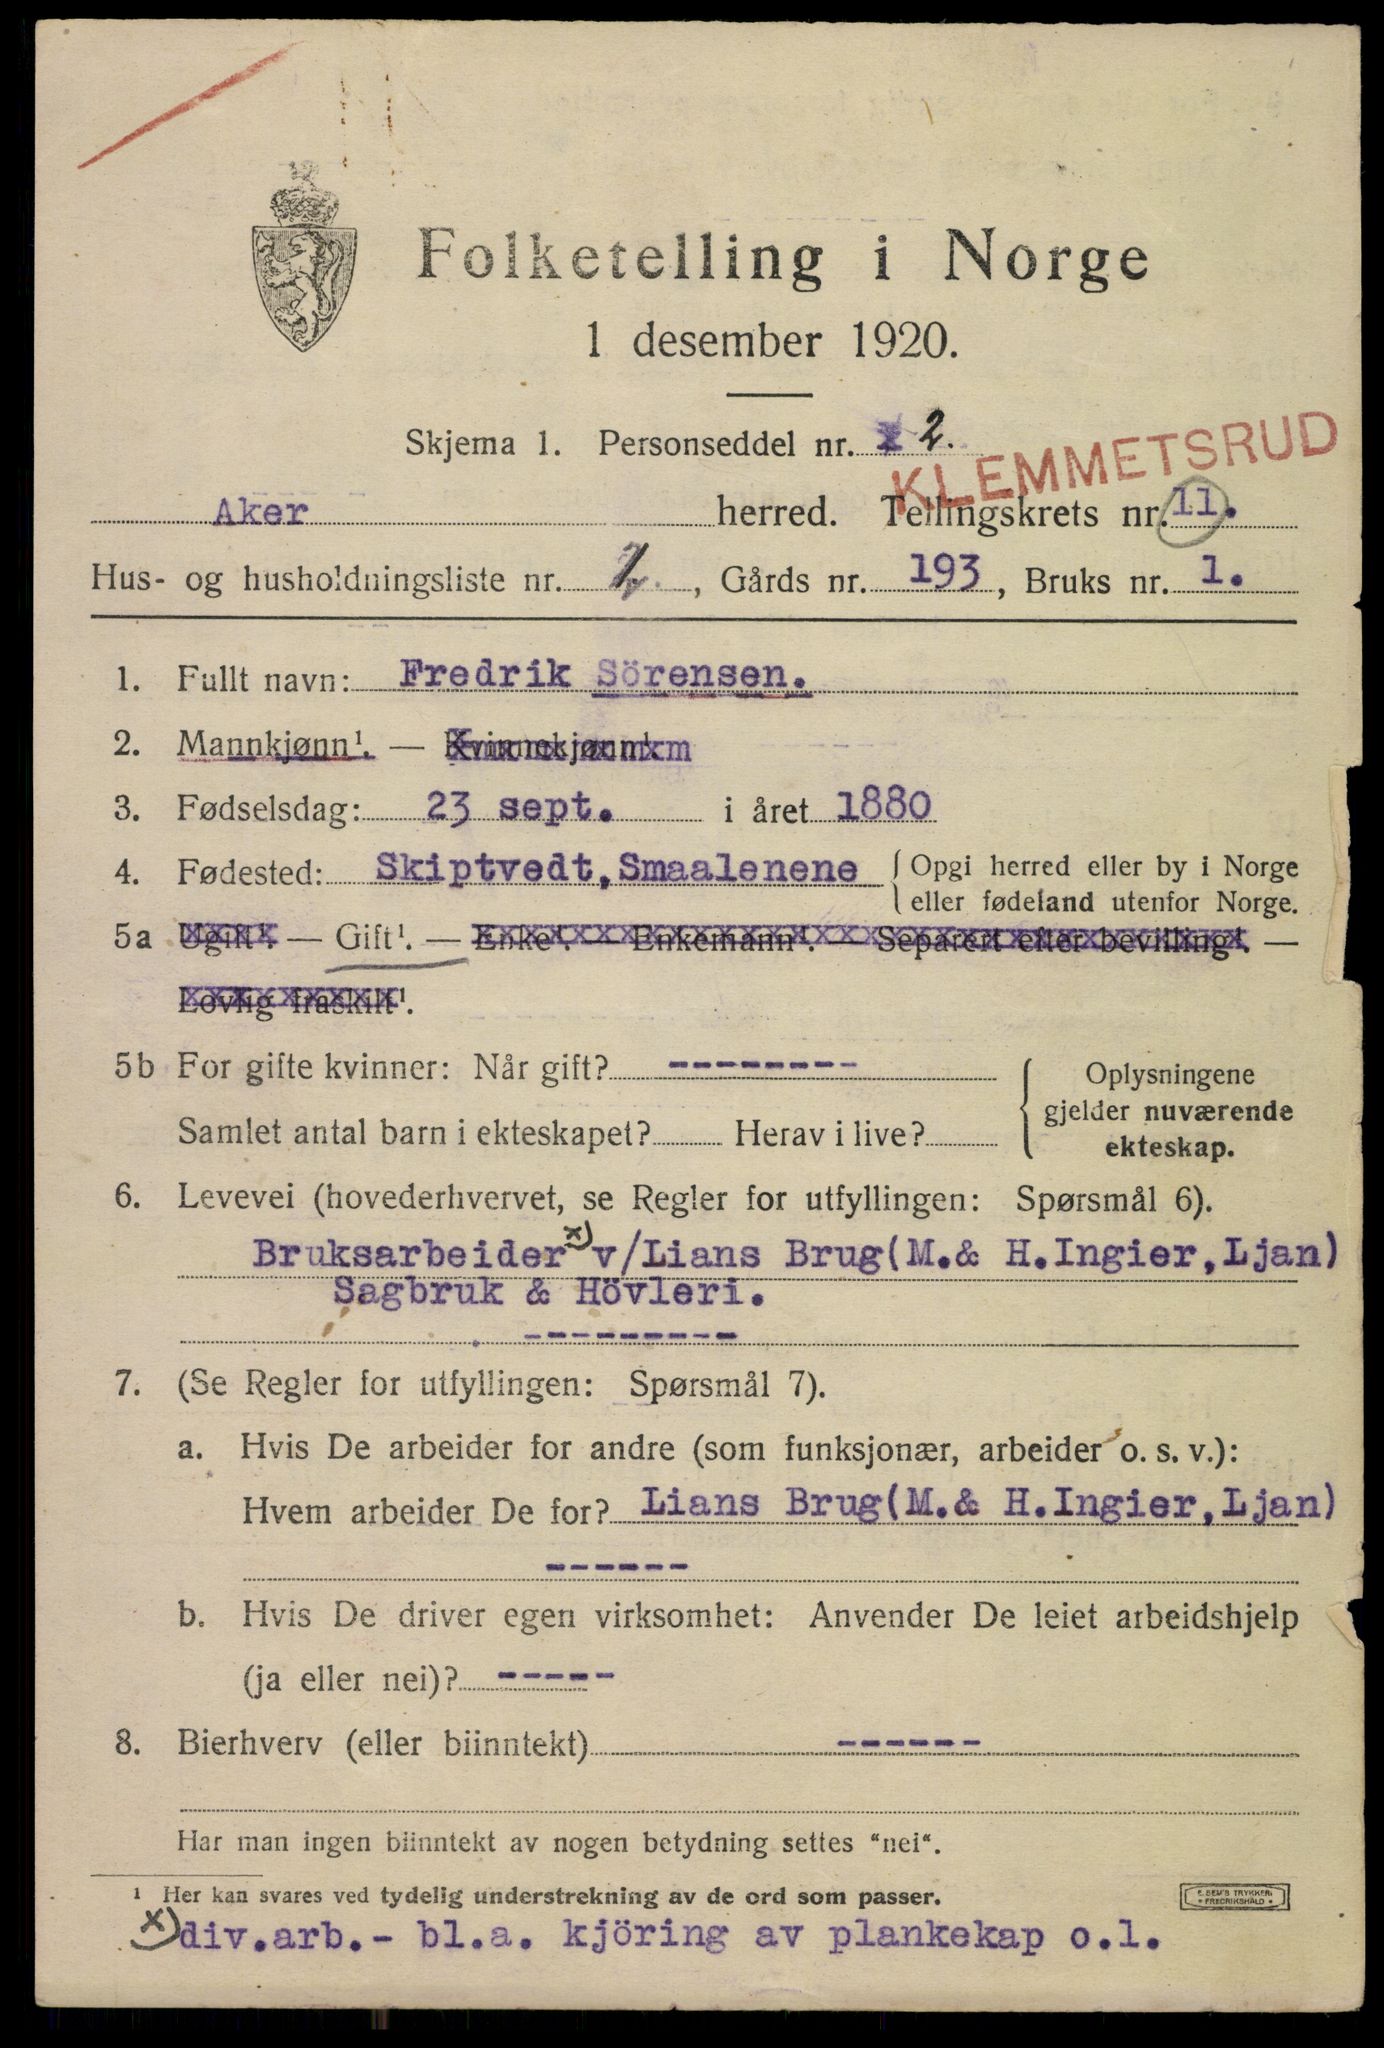 Folketelling i Norge
1 desember 1920.
Skjema 1. Personseddel nr. 2.
KLEMMETSRUD
Aker herred. Tellingskrets nr. 11.
Hus- og husholdningsliste nr. , Gårds nr. 193, Bruks nr. 1.
1. Fullt navn: Fredrik Sörensen.
2. Mannkjønn¹. — Kvinnekjønn¹.
3. Fødselsdag: 23 sept. i året 1880
4. Fødested: Skiptvedt, Smaalenene { Opgi herred eller by i Norge
eller fødeland utenfor Norge.
5a Ugift¹. — Gift¹. — Enke¹. — Enkemann¹. — Separert efter bevilling¹. —
Lovlig fraskilt¹.
5b For gifte kvinner: Når gift? --------- { Oplysningene
gjelder nuværende
Samlet antal barn i ekteskapet? Herav i live? ekteskap.
6. Levevei (hovederhvervet, se Regler for utfyllingen: Spørsmål 6).
Bruksarbeider x) v/Lians Brug(M.& H.Ingier,Ljan)
Sagbruk & Hövleri.
---------
7. (Se Regler for utfyllingen: Spørsmål 7).
a. Hvis De arbeider for andre (som funksjonær, arbeider o. s. v.):
Hvem arbeider De for? Lians Brug(M.& H.Ingier,Ljan)
------
b. Hvis De driver egen virksomhet: Anvender De leiet arbeidshjelp
(ja eller nei)? -----
8. Bierhverv (eller biinntekt) ------
Har man ingen biinntekt av nogen betydning settes "nei".
¹ Her kan svares ved tydelig understrekning av de ord som passer.
E. SEM'S TRYKKERI
• FREDRIKSHALD •
x) div.arb.- bl.a. kjöring av plankekap o.l.